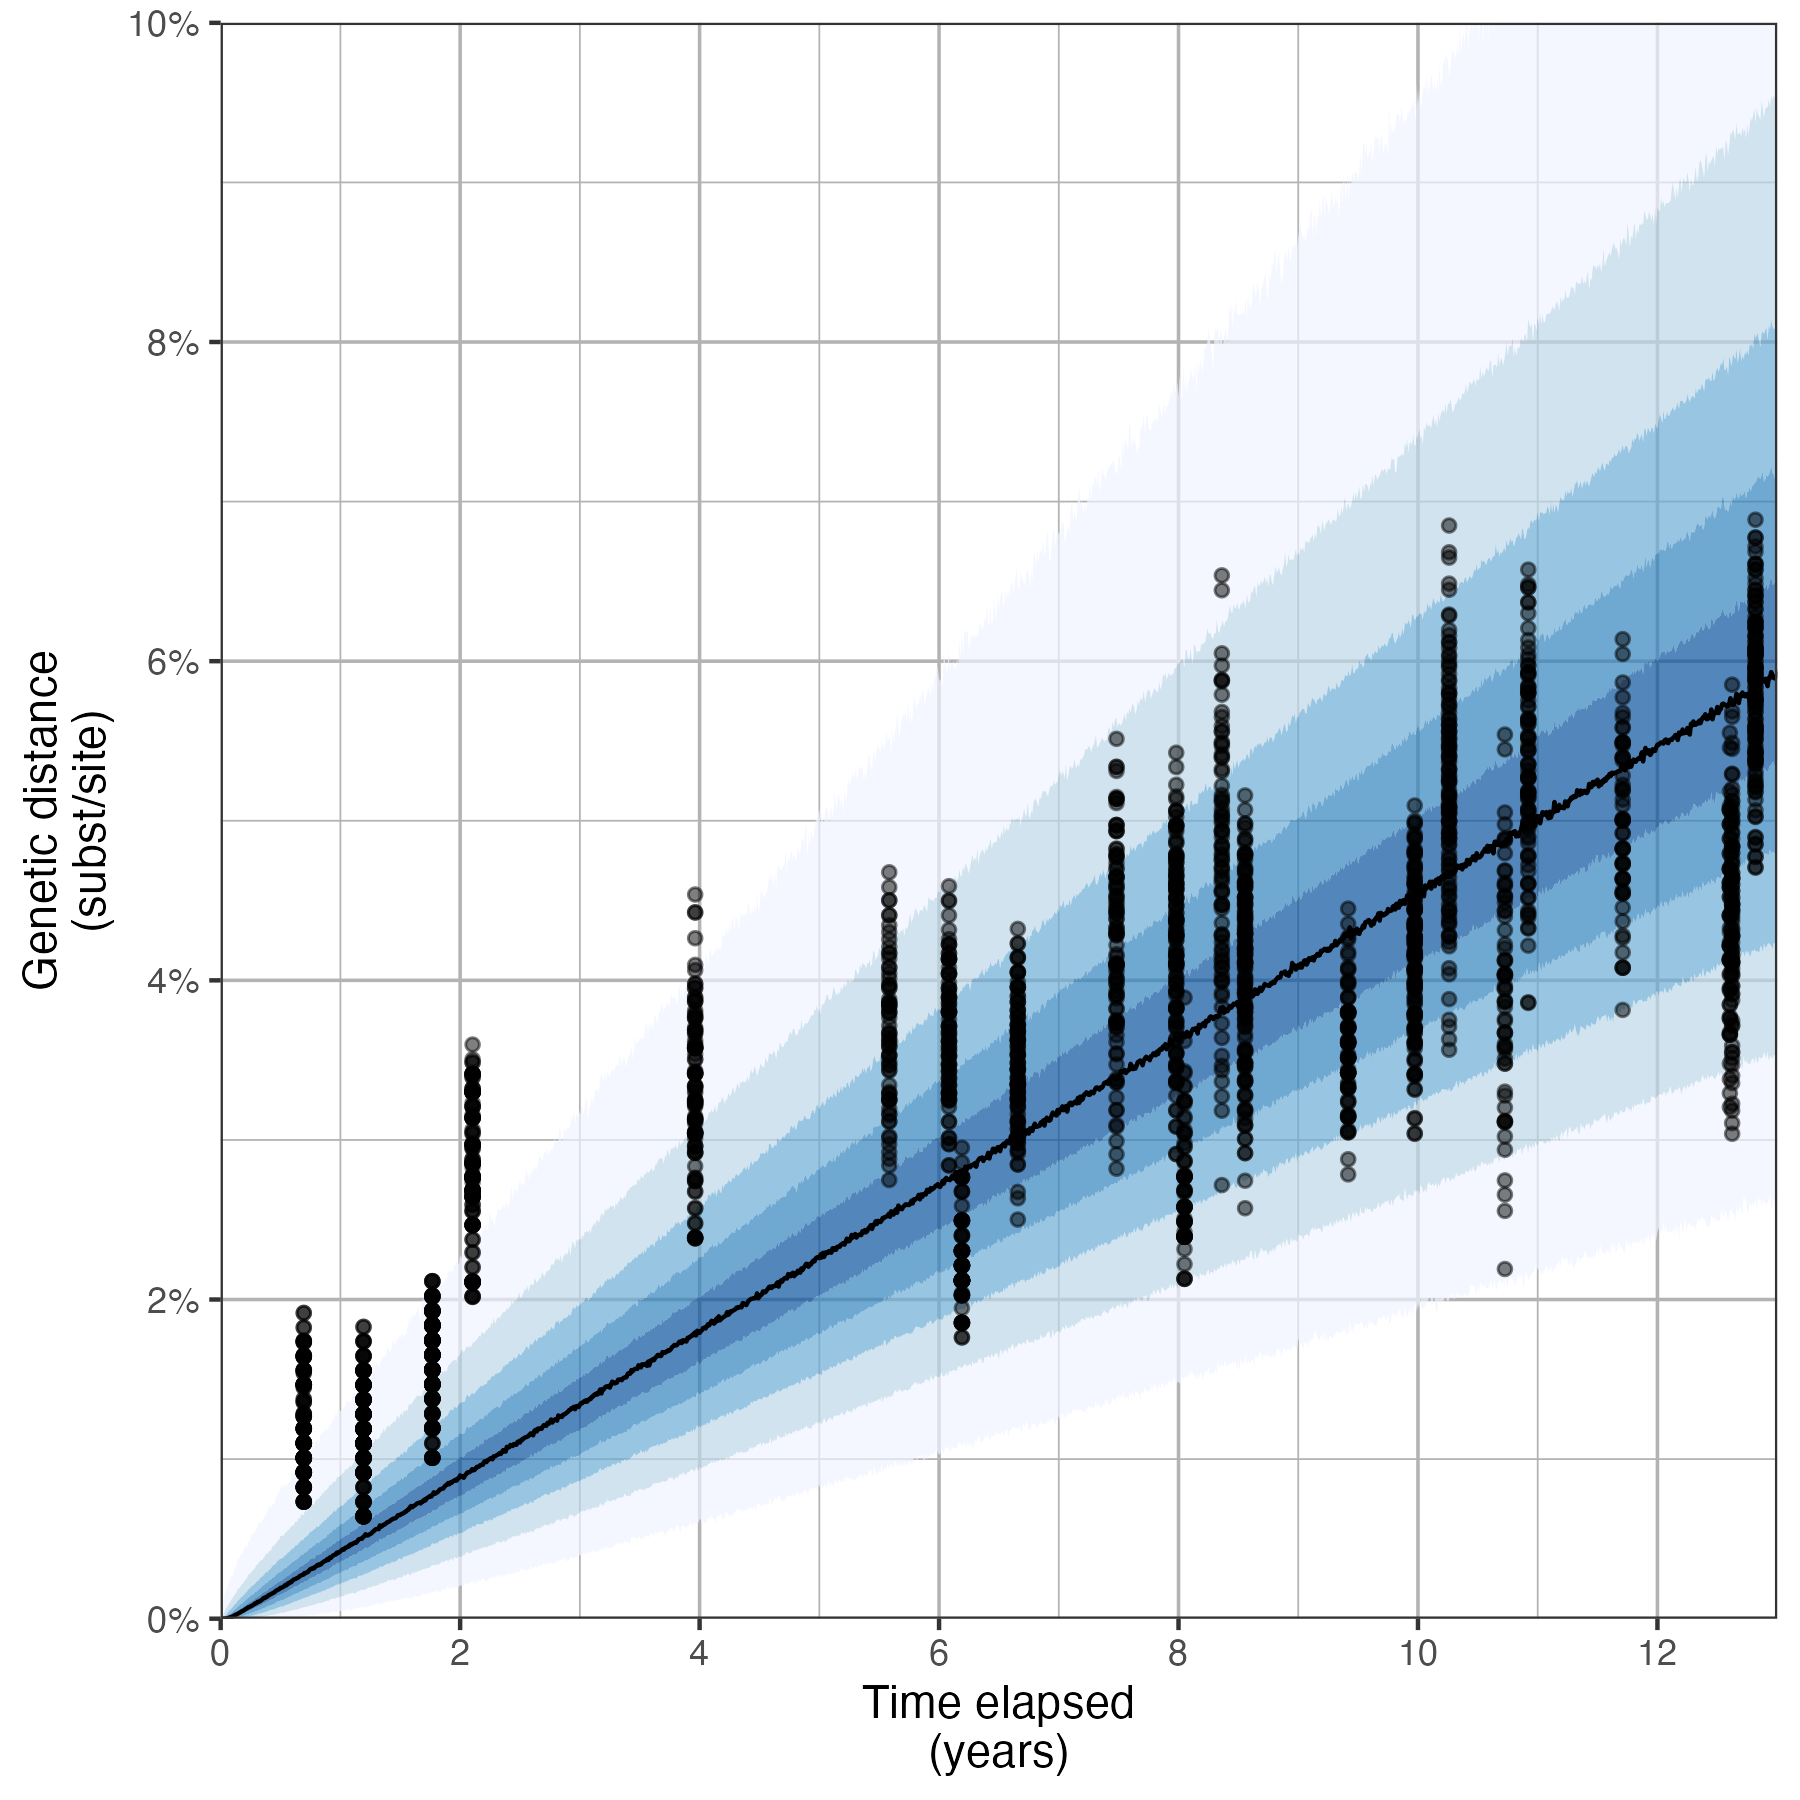 10%
8%
6%
4%
2%
0%
Genetic distance
(subst/site)
0 2 4 6 8 10 12
Time elapsed
(years)